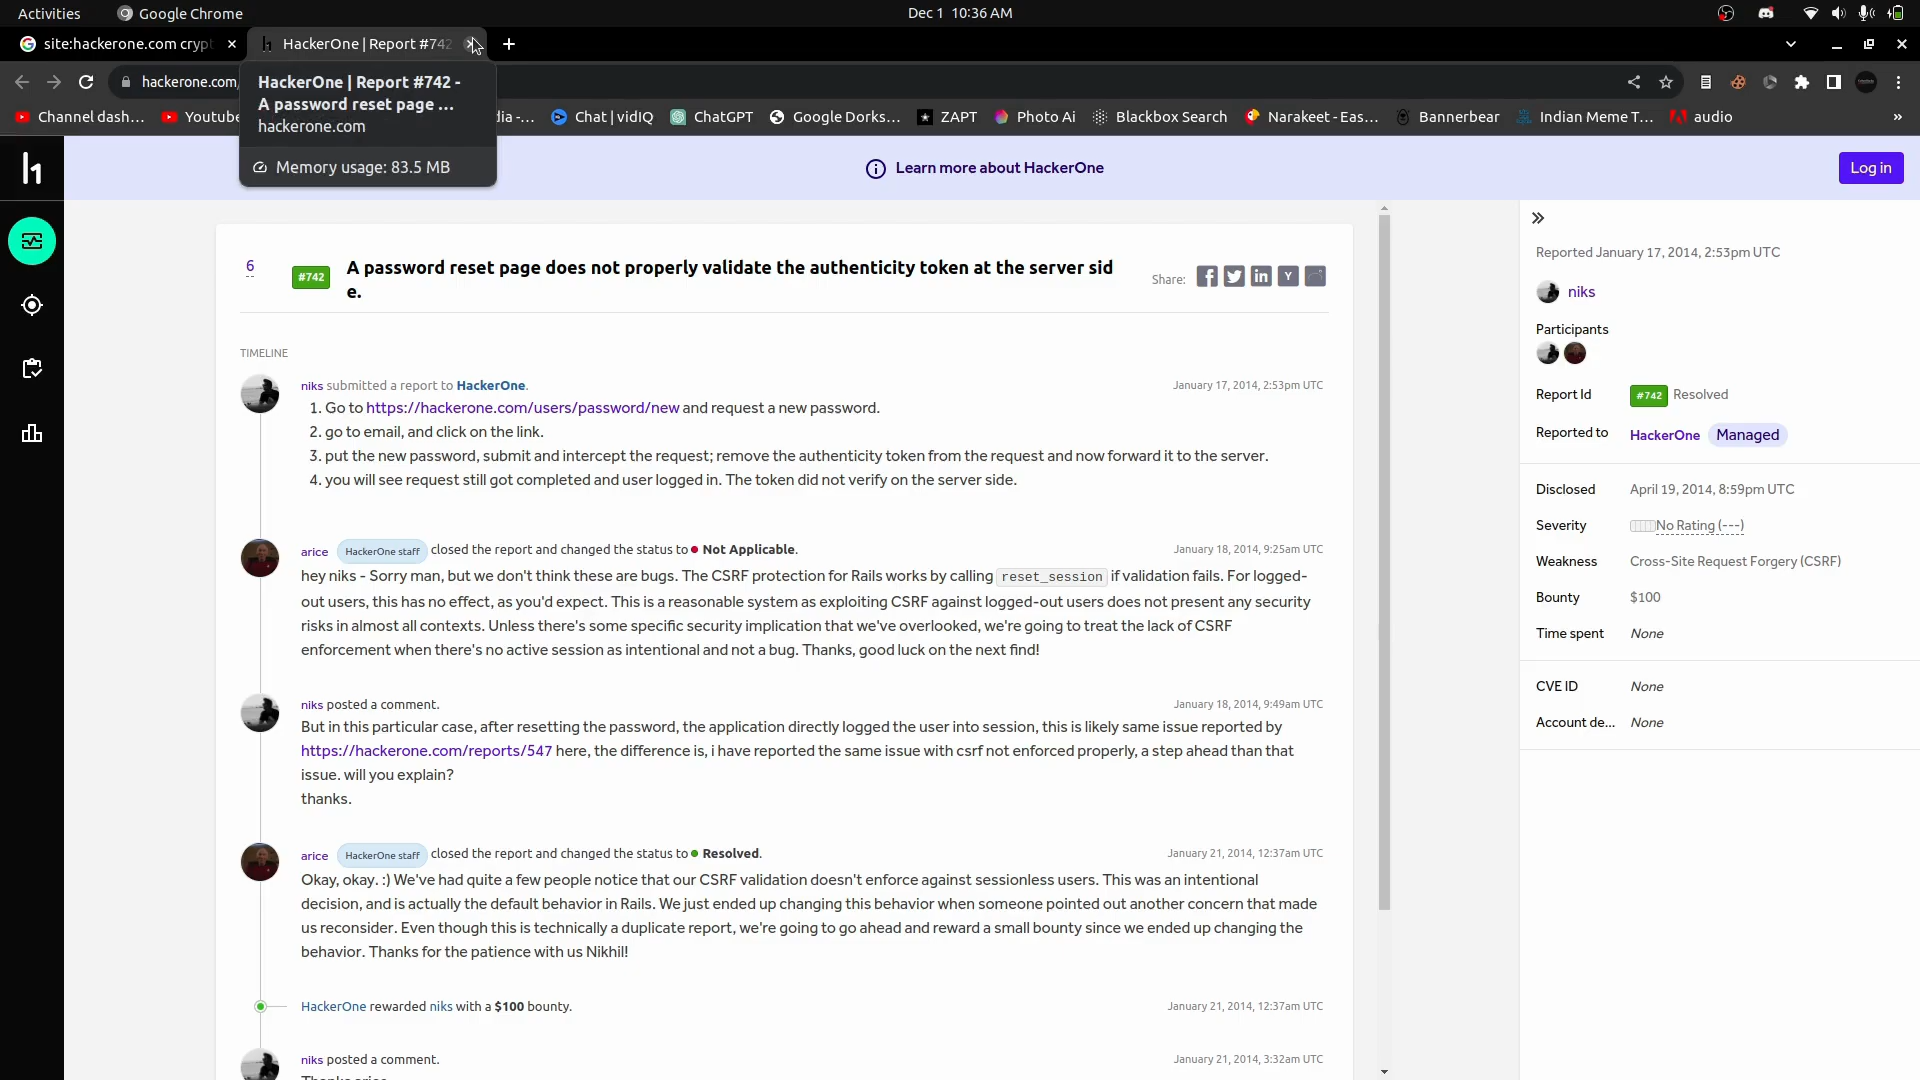 Activities
Google Chrome
Dec 1 10:36 AM
site:hackerone.com crypt
HackerOne | Report #742
hackerone.com
HackerOne | Report #742 -
A password reset page ...
hackerone.com
Memory usage: 83.5 MB
Channel dash...
Youtube
dia -...
Chat | vidIQ
ChatGPT
Google Dorks...
ZAPT
Photo Ai
Blackbox Search
Narakeet - Eas...
Bannerbear
Indian Meme T...
audio
»
h1
Learn more about HackerOne
Log in
6
#742
A password reset page does not properly validate the authenticity token at the server sid
e.
Share:
TIMELINE
niks submitted a report to HackerOne.
January 17, 2014, 2:53pm UTC
1. Go to https://hackerone.com/users/password/new and request a new password.
2. go to email, and click on the link.
3. put the new password, submit and intercept the request; remove the authenticity token from the request and now forward it to the server.
4. you will see request still got completed and user logged in. The token did not verify on the server side.
arice HackerOne staff closed the report and changed the status to Not Applicable.
January 18, 2014, 9:25am UTC
hey niks - Sorry man, but we don't think these are bugs. The CSRF protection for Rails works by calling reset_session if validation fails. For logged-
out users, this has no effect, as you'd expect. This is a reasonable system as exploiting CSRF against logged-out users does not present any security
risks in almost all contexts. Unless there's some specific security implication that we've overlooked, we're going to treat the lack of CSRF
enforcement when there's no active session as intentional and not a bug. Thanks, good luck on the next find!
niks posted a comment.
January 18, 2014, 9:49am UTC
But in this particular case, after resetting the password, the application directly logged the user into session, this is likely same issue reported by
https://hackerone.com/reports/547 here, the difference is, i have reported the same issue with csrf not enforced properly, a step ahead than that
issue. will you explain?
thanks.
arice HackerOne staff closed the report and changed the status to Resolved.
January 21, 2014, 12:37am UTC
Okay, okay. :) We've had quite a few people notice that our CSRF validation doesn't enforce against sessionless users. This was an intentional
decision, and is actually the default behavior in Rails. We just ended up changing this behavior when someone pointed out another concern that made
us reconsider. Even though this is technically a duplicate report, we're going to go ahead and reward a small bounty since we ended up changing the
behavior. Thanks for the patience with us Nikhil!
HackerOne rewarded niks with a $100 bounty.
January 21, 2014, 12:37am UTC
niks posted a comment.
January 21, 2014, 3:32am UTC
Reported January 17, 2014, 2:53pm UTC
niks
Participants
Report Id #742 Resolved
Reported to HackerOne Managed
Disclosed April 19, 2014, 8:59pm UTC
Severity No Rating (---)
Weakness Cross-Site Request Forgery (CSRF)
Bounty $100
Time spent None
CVE ID None
Account de... None